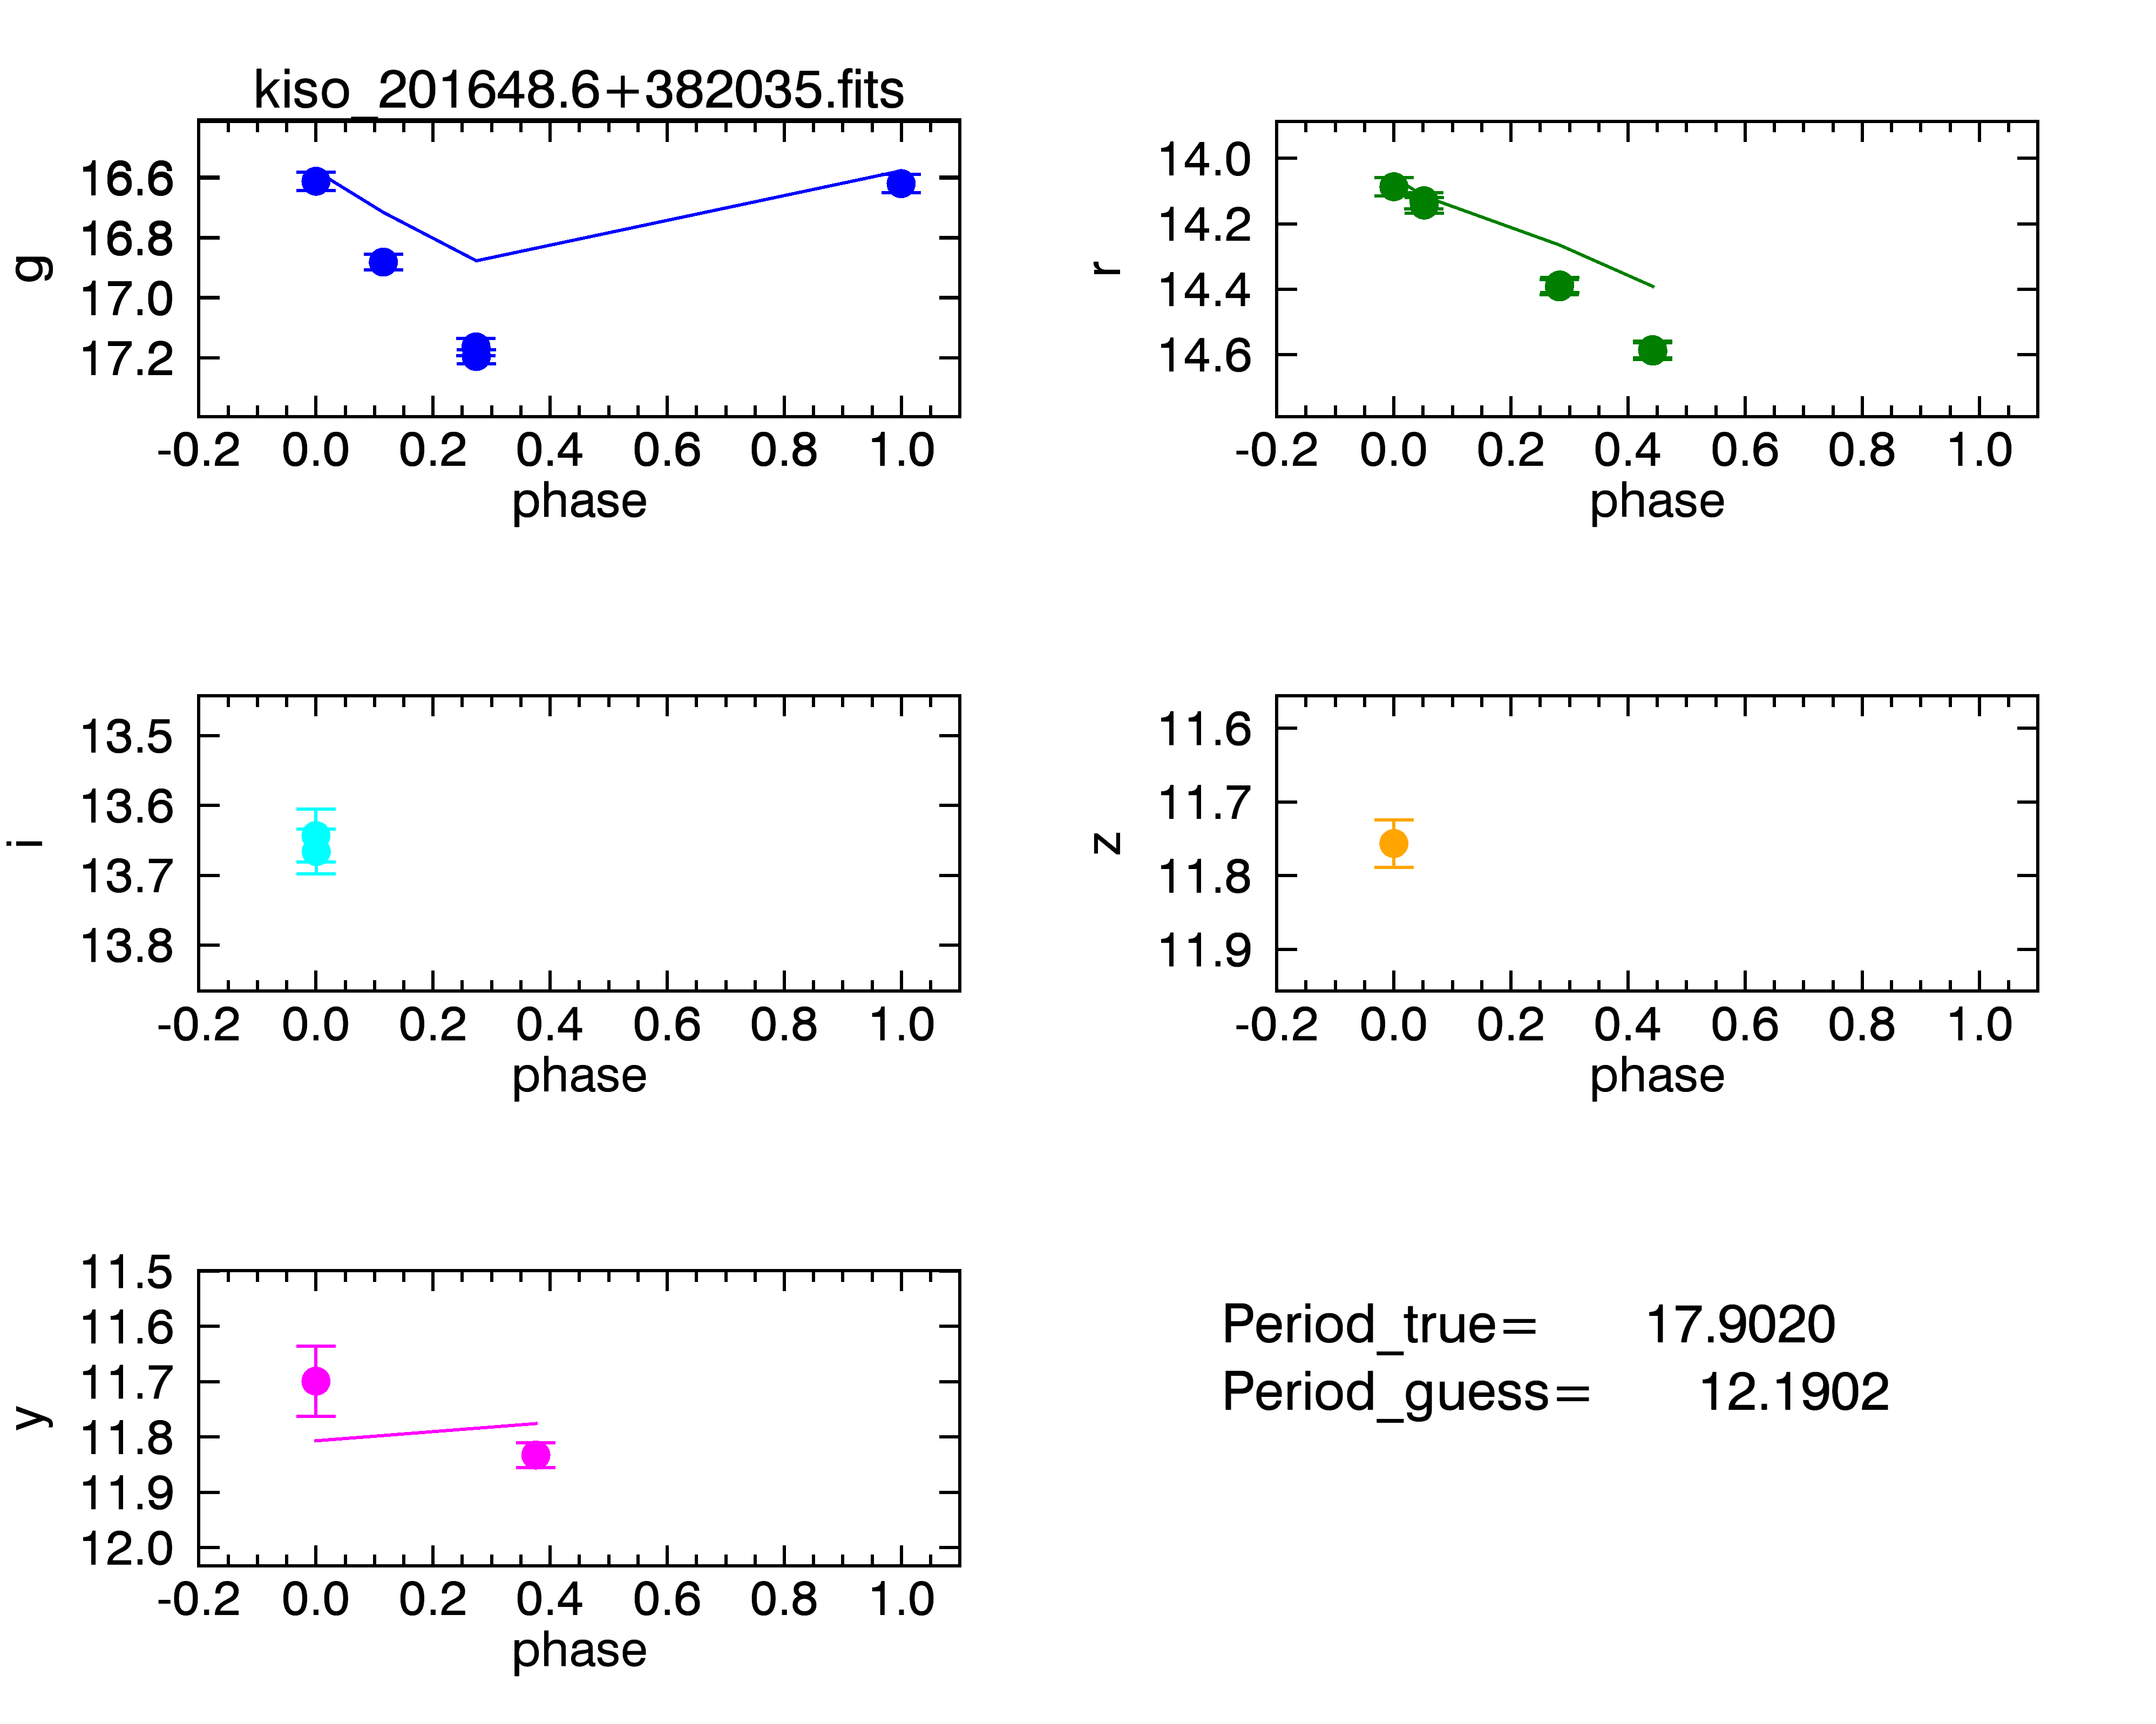 kiso_201648.6+382035.fits
g
16.6
16.8
17.0
17.2
-0.2 0.0 0.2 0.4 0.6 0.8 1.0
phase
r
14.0
14.2
14.4
14.6
-0.2 0.0 0.2 0.4 0.6 0.8 1.0
phase
i
13.5
13.6
13.7
13.8
-0.2 0.0 0.2 0.4 0.6 0.8 1.0
phase
z
11.6
11.7
11.8
11.9
-0.2 0.0 0.2 0.4 0.6 0.8 1.0
phase
y
11.5
11.6
11.7
11.8
11.9
12.0
-0.2 0.0 0.2 0.4 0.6 0.8 1.0
phase
Period_true= 17.9020
Period_guess= 12.1902